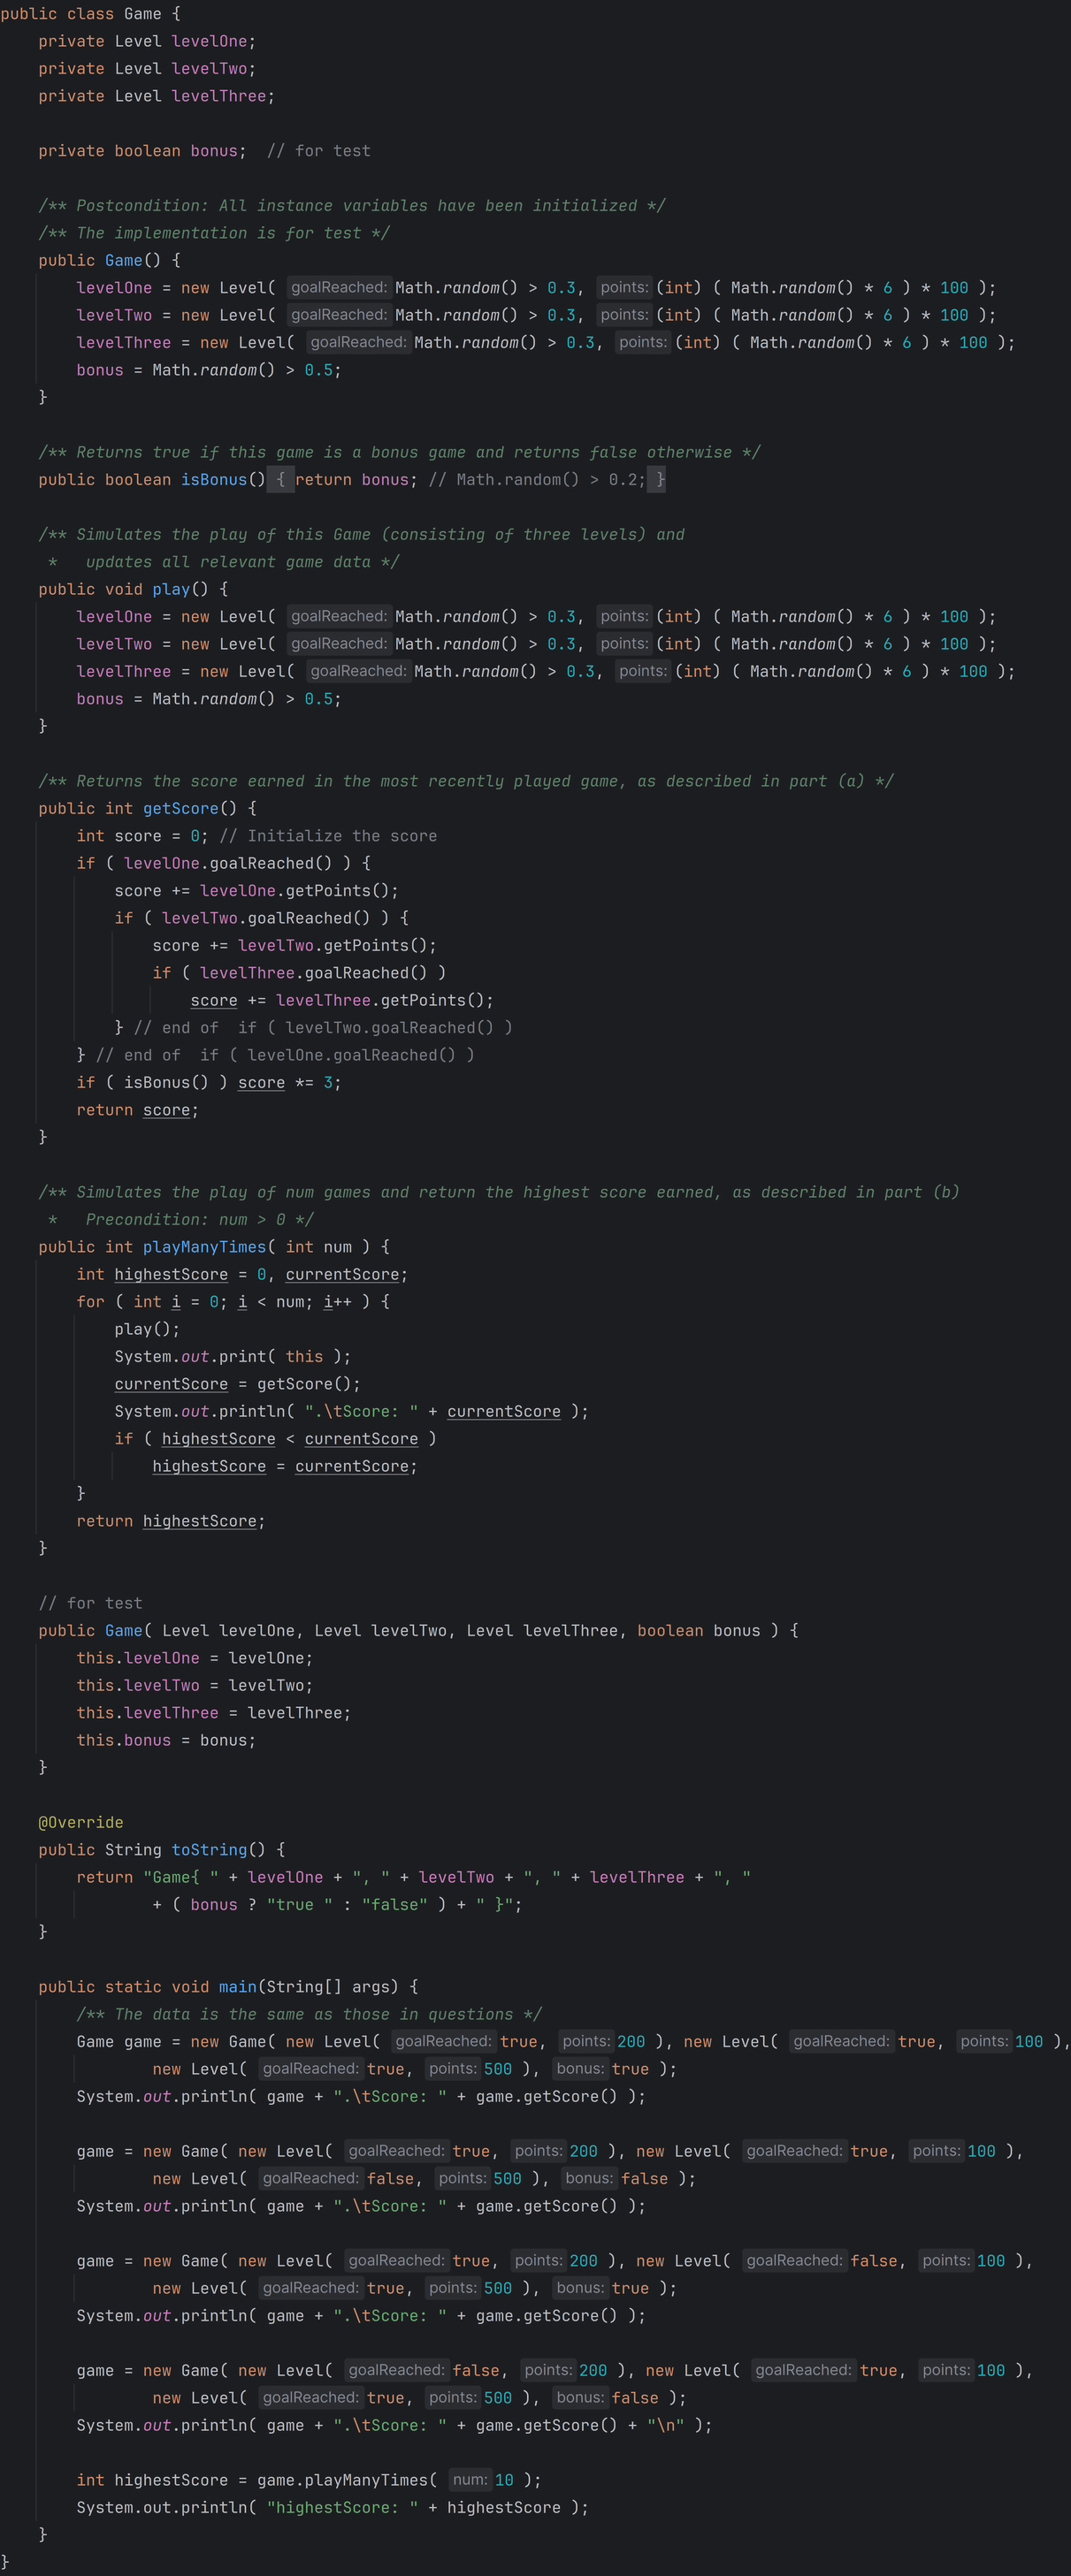 public class Game {
    private Level levelOne;
    private Level levelTwo;
    private Level levelThree;

    private boolean bonus;  // for test

    /** Postcondition: All instance variables have been initialized */
    /** The implementation is for test */
    public Game() {
        levelOne = new Level( goalReached: Math.random() > 0.3, points: (int) ( Math.random() * 6 ) * 100 );
        levelTwo = new Level( goalReached: Math.random() > 0.3, points: (int) ( Math.random() * 6 ) * 100 );
        levelThree = new Level( goalReached: Math.random() > 0.3, points: (int) ( Math.random() * 6 ) * 100 );
        bonus = Math.random() > 0.5;
    }

    /** Returns true if this game is a bonus game and returns false otherwise */
    public boolean isBonus() { return bonus; // Math.random() > 0.2; }

    /** Simulates the play of this Game (consisting of three levels) and
     *   updates all relevant game data */
    public void play() {
        levelOne = new Level( goalReached: Math.random() > 0.3, points: (int) ( Math.random() * 6 ) * 100 );
        levelTwo = new Level( goalReached: Math.random() > 0.3, points: (int) ( Math.random() * 6 ) * 100 );
        levelThree = new Level( goalReached: Math.random() > 0.3, points: (int) ( Math.random() * 6 ) * 100 );
        bonus = Math.random() > 0.5;
    }

    /** Returns the score earned in the most recently played game, as described in part (a) */
    public int getScore() {
        int score = 0; // Initialize the score
        if ( levelOne.goalReached() ) {
            score += levelOne.getPoints();
            if ( levelTwo.goalReached() ) {
                score += levelTwo.getPoints();
                if ( levelThree.goalReached() )
                    score += levelThree.getPoints();
            } // end of  if ( levelTwo.goalReached() )
        } // end of  if ( levelOne.goalReached() )
        if ( isBonus() ) score *= 3;
        return score;
    }

    /** Simulates the play of num games and return the highest score earned, as described in part (b)
     *   Precondition: num > 0 */
    public int playManyTimes( int num ) {
        int highestScore = 0, currentScore;
        for ( int i = 0; i < num; i++ ) {
            play();
            System.out.print( this );
            currentScore = getScore();
            System.out.println( ".\tScore: " + currentScore );
            if ( highestScore < currentScore )
                highestScore = currentScore;
        }
        return highestScore;
    }

    // for test
    public Game( Level levelOne, Level levelTwo, Level levelThree, boolean bonus ) {
        this.levelOne = levelOne;
        this.levelTwo = levelTwo;
        this.levelThree = levelThree;
        this.bonus = bonus;
    }

    @Override
    public String toString() {
        return "Game{ " + levelOne + ", " + levelTwo + ", " + levelThree + ", "
                + ( bonus ? "true " : "false" ) + " }";
    }

    public static void main(String[] args) {
        /** The data is the same as those in questions */
        Game game = new Game( new Level( goalReached: true, points: 200 ), new Level( goalReached: true, points: 100 ),
                new Level( goalReached: true, points: 500 ), bonus: true );
        System.out.println( game + ".\tScore: " + game.getScore() );

        game = new Game( new Level( goalReached: true, points: 200 ), new Level( goalReached: true, points: 100 ),
                new Level( goalReached: false, points: 500 ), bonus: false );
        System.out.println( game + ".\tScore: " + game.getScore() );

        game = new Game( new Level( goalReached: true, points: 200 ), new Level( goalReached: false, points: 100 ),
                new Level( goalReached: true, points: 500 ), bonus: true );
        System.out.println( game + ".\tScore: " + game.getScore() );

        game = new Game( new Level( goalReached: false, points: 200 ), new Level( goalReached: true, points: 100 ),
                new Level( goalReached: true, points: 500 ), bonus: false );
        System.out.println( game + ".\tScore: " + game.getScore() + "\n" );

        int highestScore = game.playManyTimes( num: 10 );
        System.out.println( "highestScore: " + highestScore );
    }
}